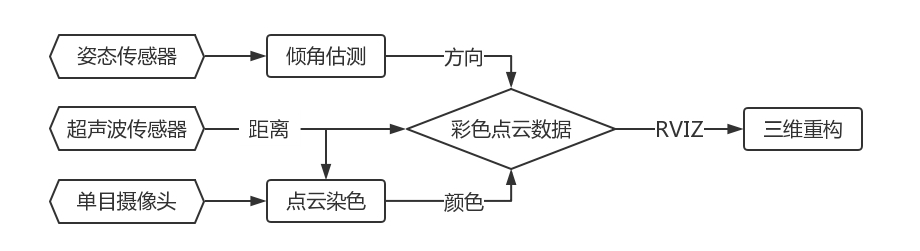 姿态传感器
倾角估测
方向
超声波传感器
距离
彩色点云数据
RVIZ
三维重构
单目摄像头
点云染色
颜色